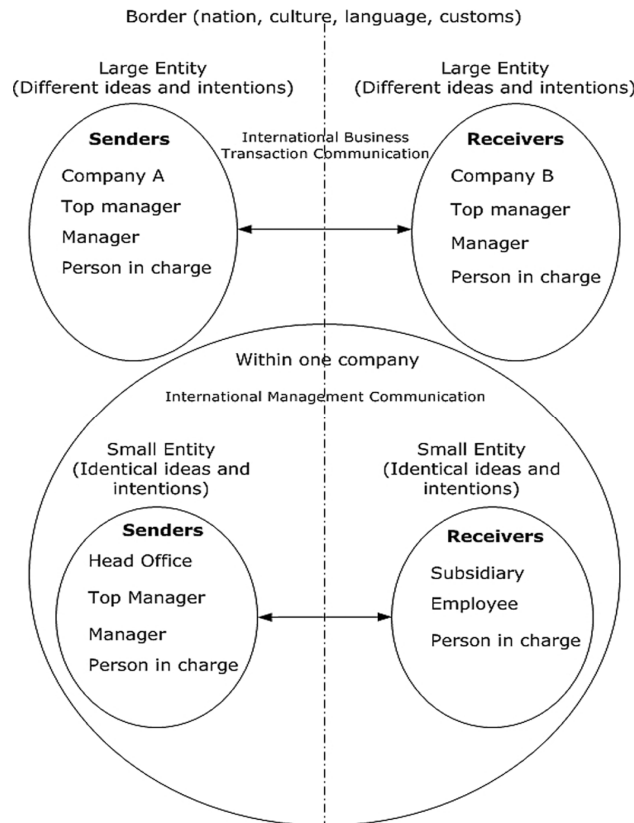 Border (nation, culture, language, customs)
Large Entity
(Different ideas and intentions)
Large Entity
(Different ideas and intentions)
Senders
Company A
Top manager
Manager
Person in charge
International Business
Transaction Communication
Receivers
Company B
Top manager
Manager
Person in charge
Within one company
International Management Communication
Small Entity
(Identical ideas and
intentions)
Small Entity
(Identical ideas and
intentions)
Senders
Head Office
Top Manager
Manager
Person in charge
Receivers
Subsidiary
Employee
Person in charge